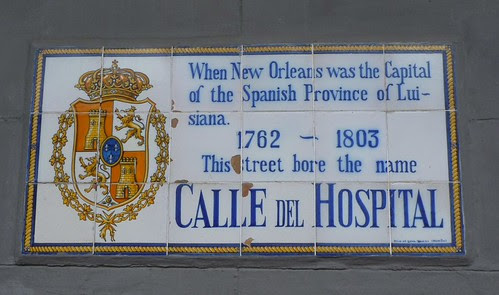 When New Orleans was the Capital
of the Spanish Province of Lui-
siana.
1762 — 1803
This street bore the name
CALLE DEL HOSPITAL